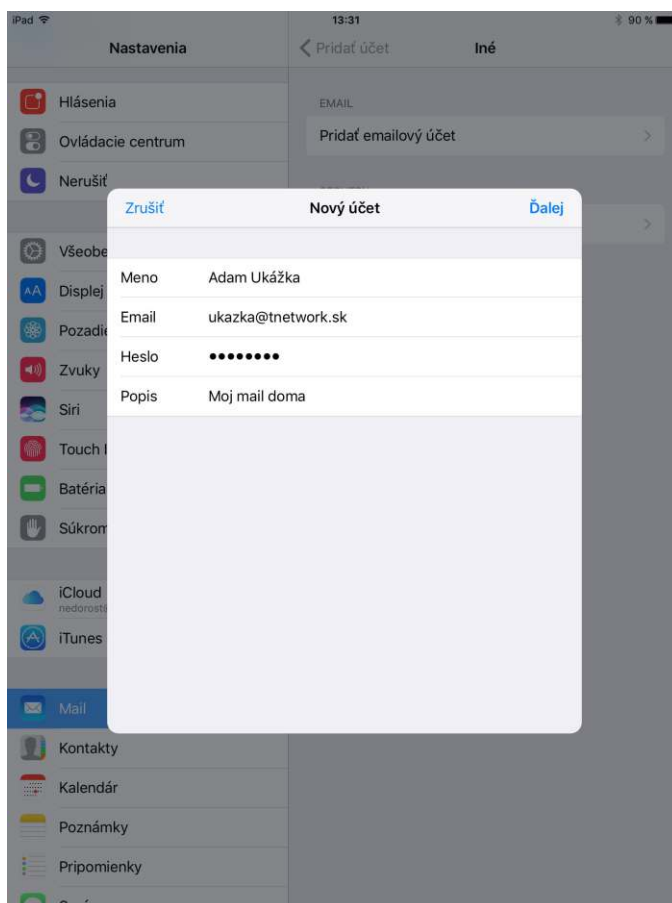 iPad 13:31 90 %
Nastavenia
Pridať účet Iné
Hlásenia
Ovládacie centrum
Nerušiť
Všeobe
Displej
Pozadie
Zvuky
Siri
Touch I
Batéria
Súkrom
iCloud
iTunes
Mail
Kontakty
Kalendár
Poznámky
Pripomienky
EMAIL
Pridať emailový účet
Zrušiť Nový účet Ďalej
Meno Adam Ukážka
Email ukazka@tnetwork.sk
Heslo ●●●●●●●●
Popis Moj mail doma